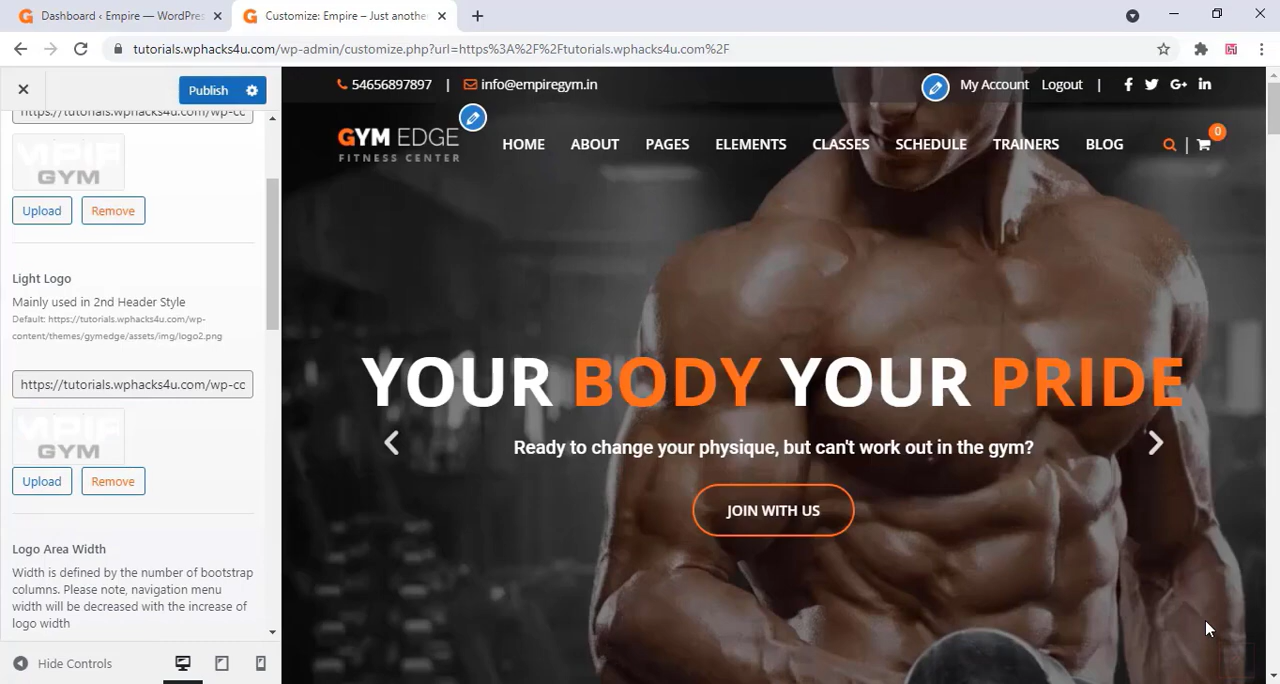 Dashboard ‹ Empire — WordPres
Customize: Empire – Just anothe
tutorials.wphacks4u.com/wp-admin/customize.php?url=https%3A%2F%2Ftutorials.wphacks4u.com%2F
Publish
https://tutorials.wphacks4u.com/wp-cc
GYM
Upload
Remove
Light Logo
Mainly used in 2nd Header Style
Default: https://tutorials.wphacks4u.com/wp-
content/themes/gymedge/assets/img/logo2.png
https://tutorials.wphacks4u.com/wp-cc
GYM
Upload
Remove
Logo Area Width
Width is defined by the number of bootstrap
columns. Please note, navigation menu
width will be decreased with the increase of
logo width
Hide Controls
54656897897 | info@empiregym.in
My Account Logout |
GYM EDGE
FITNESS CENTER
HOME ABOUT PAGES ELEMENTS CLASSES SCHEDULE TRAINERS BLOG
0
YOUR BODY YOUR PRIDE
Ready to change your physique, but can't work out in the gym?
JOIN WITH US